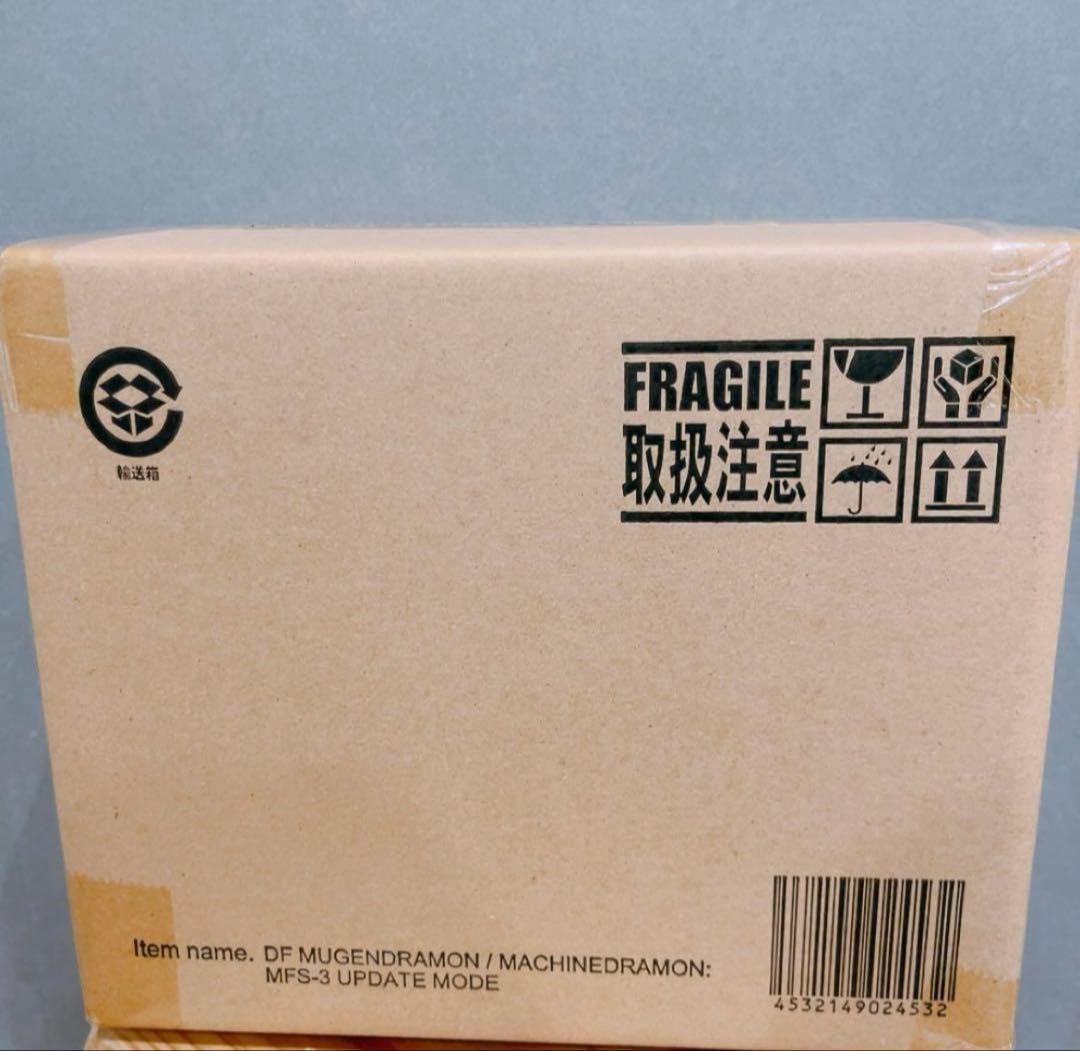 FRAGILE
取扱注意
輸送箱
Item name. DF MUGENDRAMON / MACHINEDRAMON:
MFS-3 UPDATE MODE
4532149024532